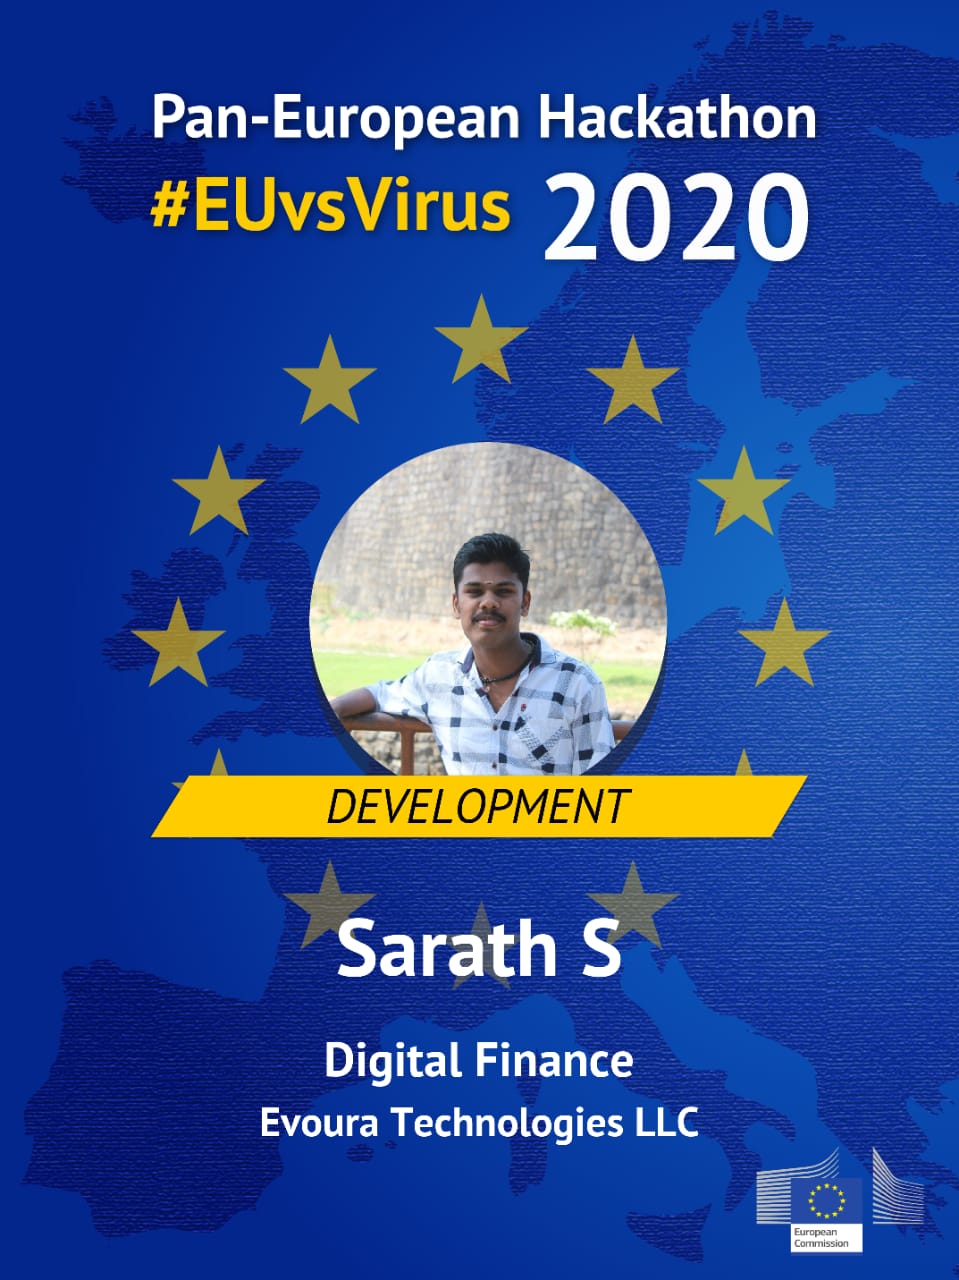 Pan-European Hackathon
#EUvsVirus 2020
DEVELOPMENT
Sarath S
Digital Finance
Evoura Technologies LLC
European
Commission